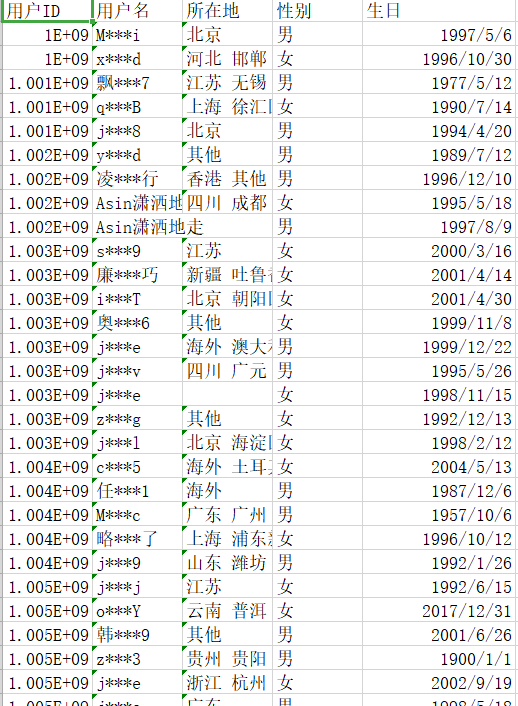 用户ID 用户名 所在地 性别 生日
1E+09 M***i 北京 男 1997/5/6
1E+09 x***d 河北 邯郸 女 1996/10/30
1.001E+09 飘***7 江苏 无锡 男 1977/5/12
1.001E+09 q***B 上海 徐汇 女 1990/7/14
1.001E+09 j***8 北京 男 1994/4/20
1.002E+09 y***d 其他 男 1989/7/12
1.002E+09 凌***行 香港 其他 男 1996/12/10
1.002E+09 Asin潇洒地 四川 成都 女 1995/5/18
1.002E+09 Asin潇洒地走 男 1997/8/9
1.003E+09 s***9 江苏 女 2000/3/16
1.003E+09 廉***巧 新疆 吐鲁 女 2001/4/14
1.003E+09 i***T 北京 朝阳 女 2001/4/30
1.003E+09 奥***6 其他 女 1999/11/8
1.003E+09 j***e 海外 澳大 男 1999/12/22
1.003E+09 j***v 四川 广元 男 1995/5/26
1.003E+09 j***e 女 1998/11/15
1.003E+09 z***g 其他 女 1992/12/13
1.003E+09 j***l 北京 海淀 女 1998/2/12
1.004E+09 c***5 海外 土耳 女 2004/5/13
1.004E+09 任***1 海外 男 1987/12/6
1.004E+09 M***c 广东 广州 男 1957/10/6
1.004E+09 略***了 上海 浦东 女 1996/10/12
1.004E+09 j***9 山东 潍坊 男 1992/1/26
1.005E+09 j***j 江苏 女 1992/6/15
1.005E+09 o***Y 云南 普洱 女 2017/12/31
1.005E+09 韩***9 其他 男 2001/6/26
1.005E+09 z***3 贵州 贵阳 男 1900/1/1
1.005E+09 j***e 浙江 杭州 女 2002/9/19